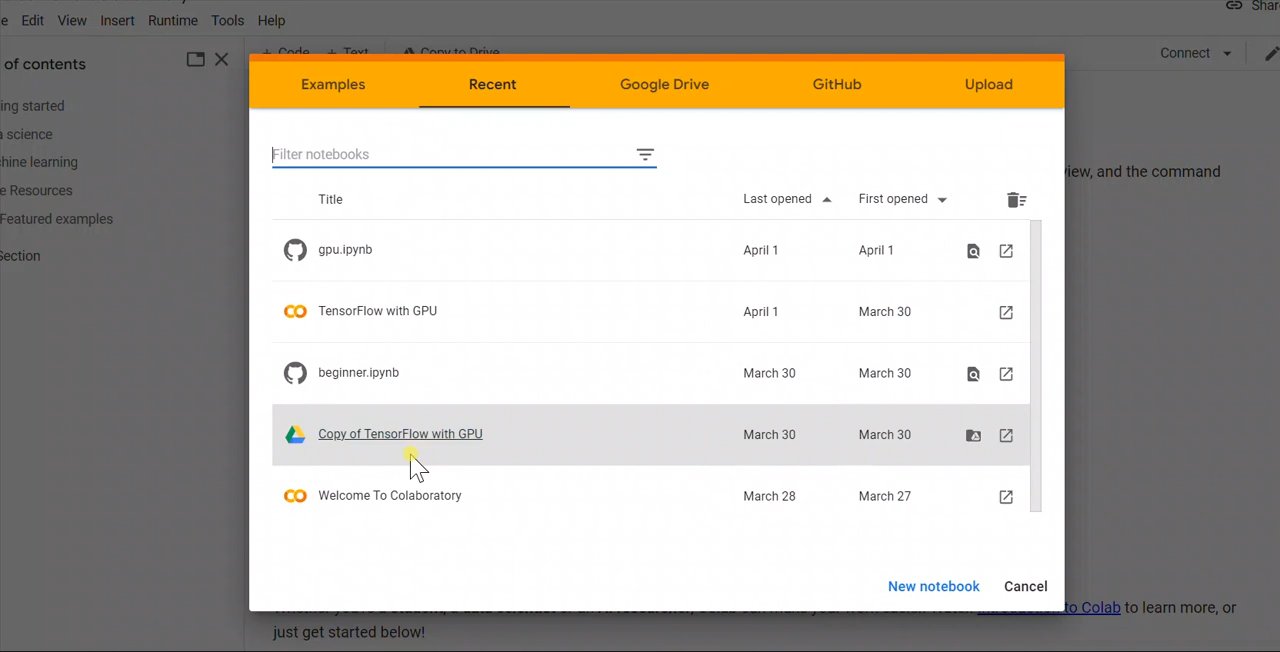 e Edit View Insert Runtime Tools Help
Shar
of contents
+ Code + Text Copy to Drive
Connect
ing started
a science
chine learning
e Resources
Featured examples
Section
Examples Recent Google Drive GitHub Upload
Filter notebooks
iew, and the command
Title Last opened First opened
gpu.ipynb April 1 April 1
TensorFlow with GPU April 1 March 30
beginner.ipynb March 30 March 30
Copy of TensorFlow with GPU March 30 March 30
Welcome To Colaboratory March 28 March 27
New notebook Cancel
to Colab to learn more, or
just get started below!